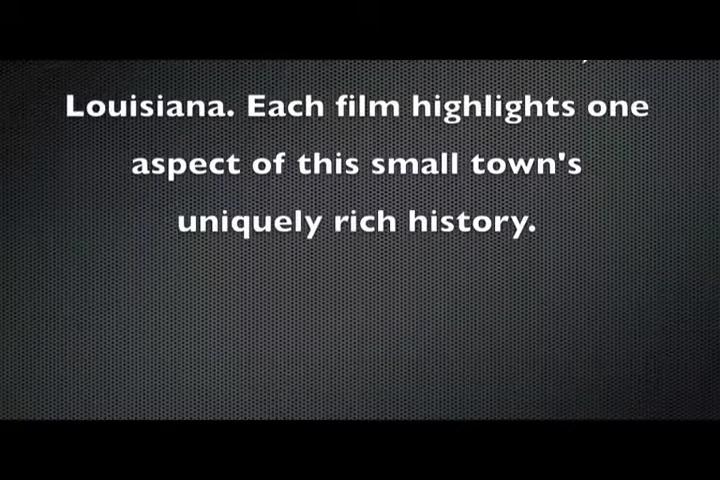 Louisiana. Each film highlights one
aspect of this small town's
uniquely rich history.